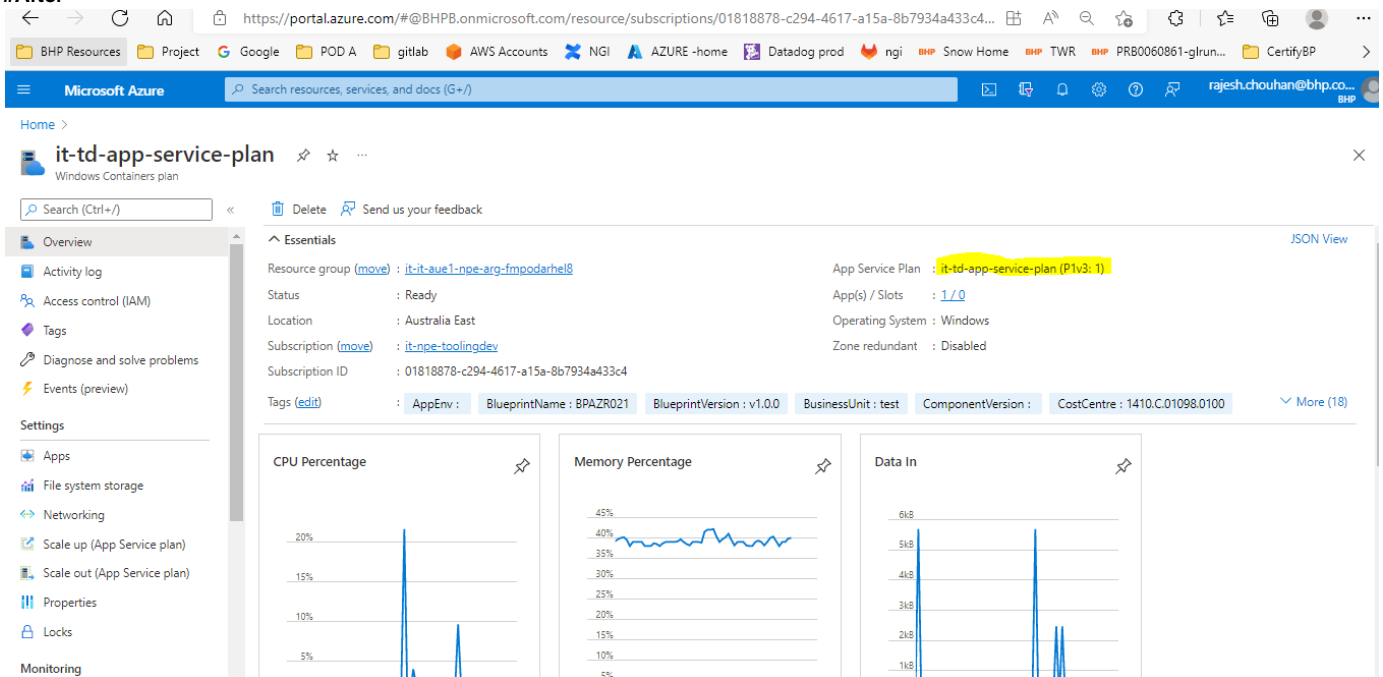 #After
https://portal.azure.com/#@BHPB.onmicrosoft.com/resource/subscriptions/01818878-c294-4617-a15a-8b7934a433c4...
BHP Resources Project Google POD A gitlab AWS Accounts NGI AZURE -home Datadog prod ngi BHP Snow Home BHP TWR BHP PRB0060861-glrun... CertifyBP
Microsoft Azure Search resources, services, and docs (G+/) rajesh.chouhan@bhp.co...
BHP
Home >
it-td-app-service-plan
Windows Containers plan
Search (Ctrl+/) « Delete Send us your feedback
Overview
Activity log
Access control (IAM)
Tags
Diagnose and solve problems
Events (preview)
Settings
Apps
File system storage
Networking
Scale up (App Service plan)
Scale out (App Service plan)
Properties
Locks
Monitoring
Essentials JSON View
Resource group (move) : it-it-aue1-npe-arg-fmpodarhel8 App Service Plan : it-td-app-service-plan (P1v3: 1)
Status : Ready App(s) / Slots : 1 / 0
Location : Australia East Operating System : Windows
Subscription (move) : it-npe-toolingdev Zone redundant : Disabled
Subscription ID : 01818878-c294-4617-a15a-8b7934a433c4
Tags (edit) : AppEnv : BlueprintName : BPAZR021 BlueprintVersion : v1.0.0 BusinessUnit : test ComponentVersion : CostCentre : 1410.C.01098.0100 More (18)
CPU Percentage
20%
15%
10%
5%
Memory Percentage
45%
40%
35%
30%
25%
20%
15%
10%
5%
Data In
6kB
5kB
4kB
3kB
2kB
1kB